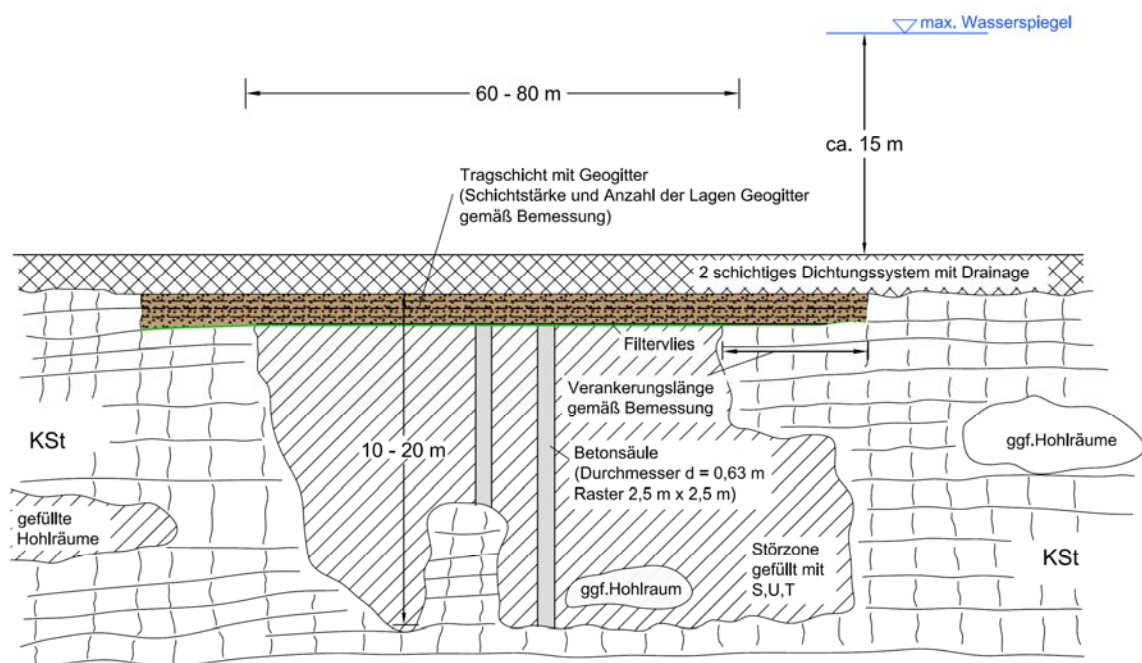 max. Wasserspiegel
60 - 80 m
ca. 15 m
Tragschicht mit Geogitter
(Schichtstärke und Anzahl der Lagen Geogitter
gemäß Bemessung)
2 schichtiges Dichtungssystem mit Drainage
Filtervlies
Verankerungslänge
gemäß Bemessung
KSt
10 - 20 m
Betonsäule
(Durchmesser d = 0,63 m
Raster 2,5 m x 2,5 m)
ggf.Hohlräume
gefüllte
Hohlräume
Störzone
gefüllt mit
S,U,T
KSt
ggf.Hohlraum